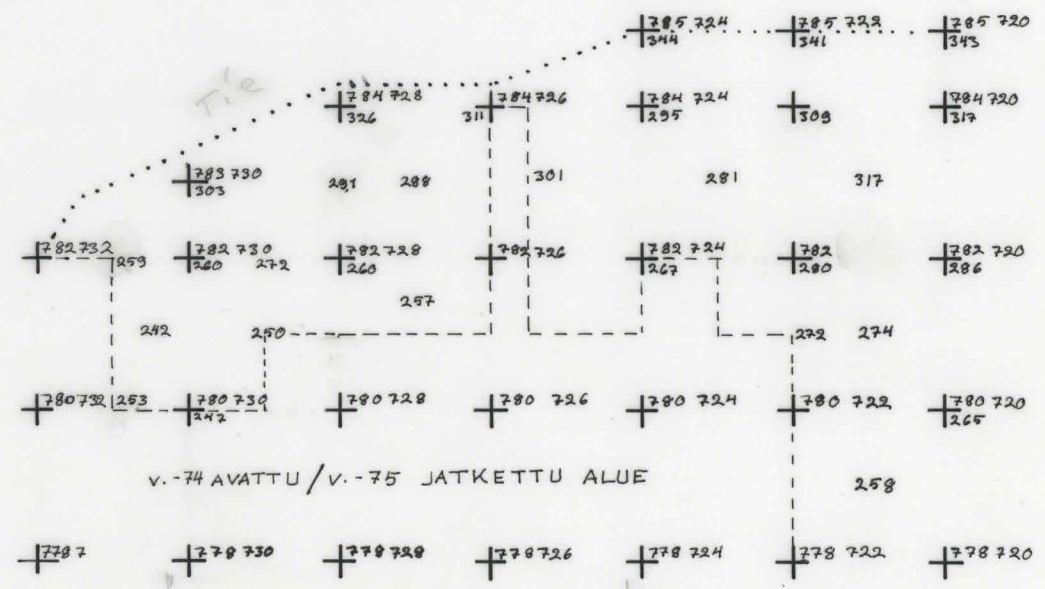 785 724 785 722 785 720
344 341 343
Tie
784 728 784 726 784 724 784 720
326 311 295 309 317
783 730 291 288 301 281 317
303
782 732 782 730 782 728 782 726 782 724 782 782 720
259 260 272 260 267 280 286
257
242 250 272 274
780 732 253 780 730 780 728 780 726 780 724 780 722 780 720
247 265
v.-74 AVATTU / v.-75 JATKETTU ALUE
258
778 7 778 730 778 728 778 726 778 724 778 722 778 720